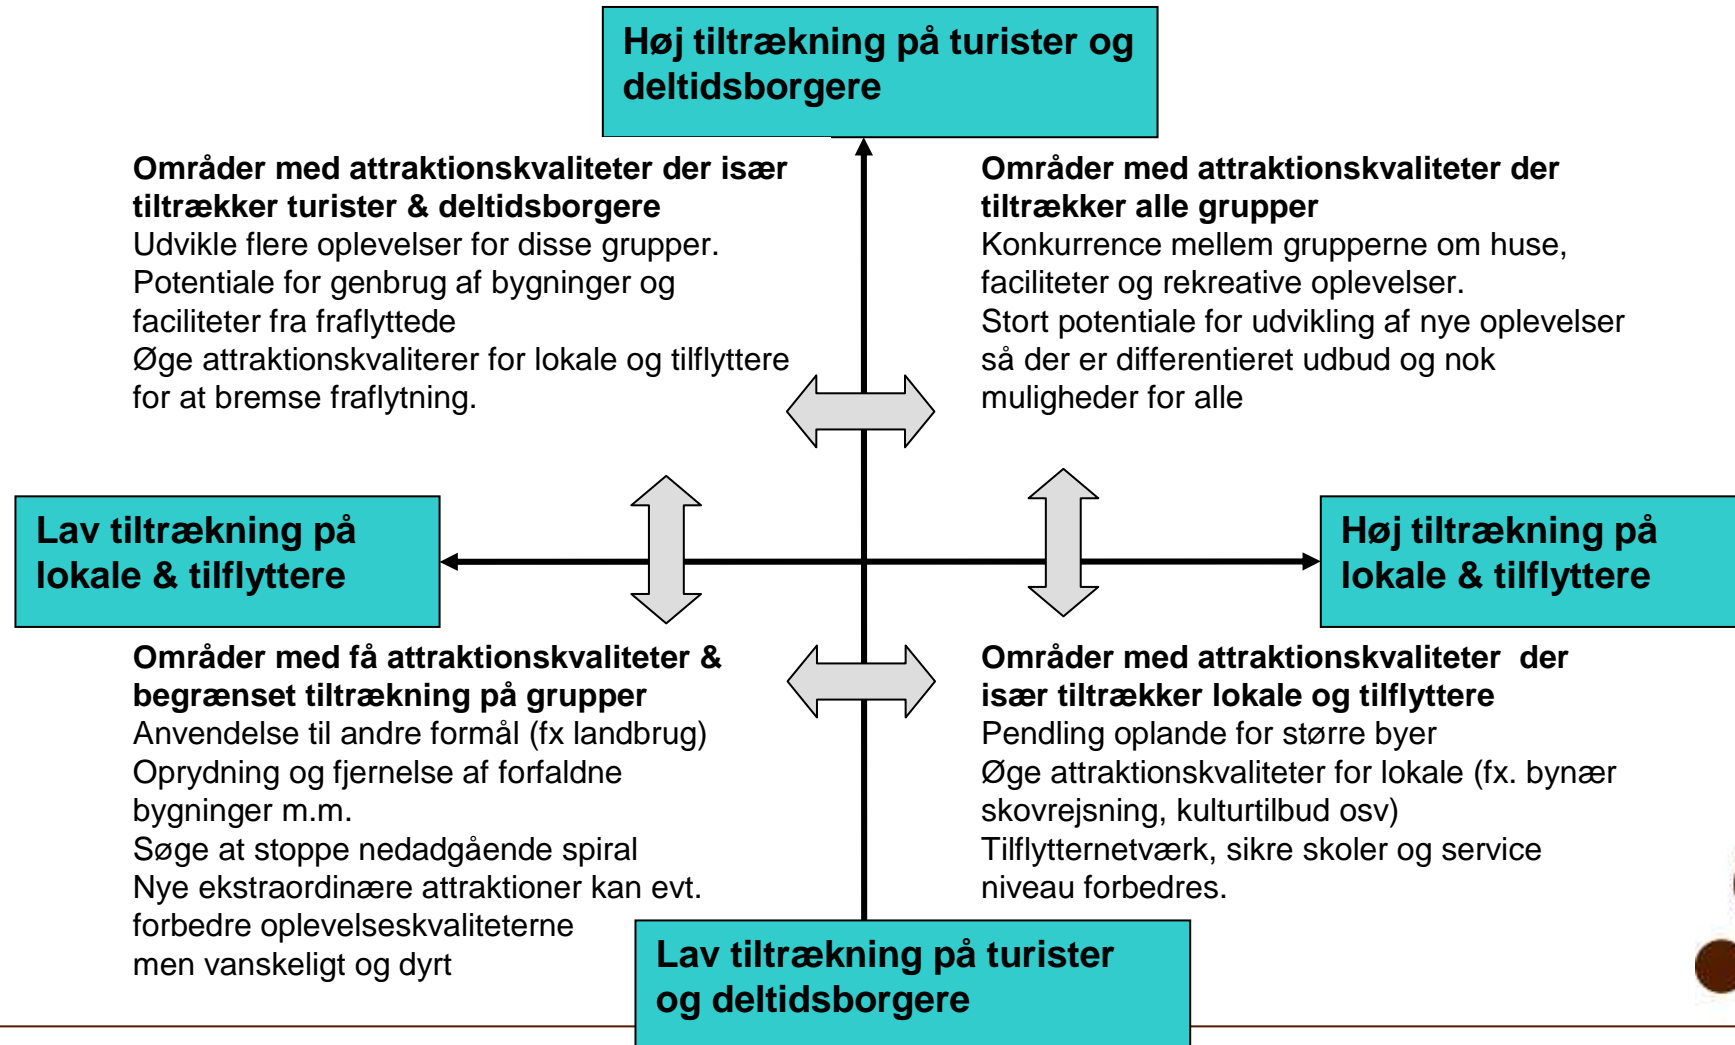 Høj tiltrækning på turister og
deltidsborgere
Områder med attraktionskvaliteter der især
tiltrækker turister & deltidsborgere
Udvikle flere oplevelser for disse grupper.
Potentiale for genbrug af bygninger og
faciliteter fra fraflyttede
Øge attraktionskvaliterer for lokale og tilflyttere
for at bremse fraflytning.
Områder med attraktionskvaliteter der
tiltrækker alle grupper
Konkurrence mellem grupperne om huse,
faciliteter og rekreative oplevelser.
Stort potentiale for udvikling af nye oplevelser
så der er differentieret udbud og nok
muligheder for alle
Lav tiltrækning på
lokale & tilflyttere
Høj tiltrækning på
lokale & tilflyttere
Områder med få attraktionskvaliteter &
begrænset tiltrækning på grupper
Anvendelse til andre formål (fx landbrug)
Oprydning og fjernelse af forfaldne
bygninger m.m.
Søge at stoppe nedadgående spiral
Nye ekstraordinære attraktioner kan evt.
forbedre oplevelseskvaliteterne
men vanskeligt og dyrt
Områder med attraktionskvaliteter  der
især tiltrækker lokale og tilflyttere
Pendling oplande for større byer
Øge attraktionskvaliteter for lokale (fx. bynær
skovrejsning, kulturtilbud osv)
Tilflytternetværk, sikre skoler og service
niveau forbedres.
Lav tiltrækning på turister
og deltidsborgere